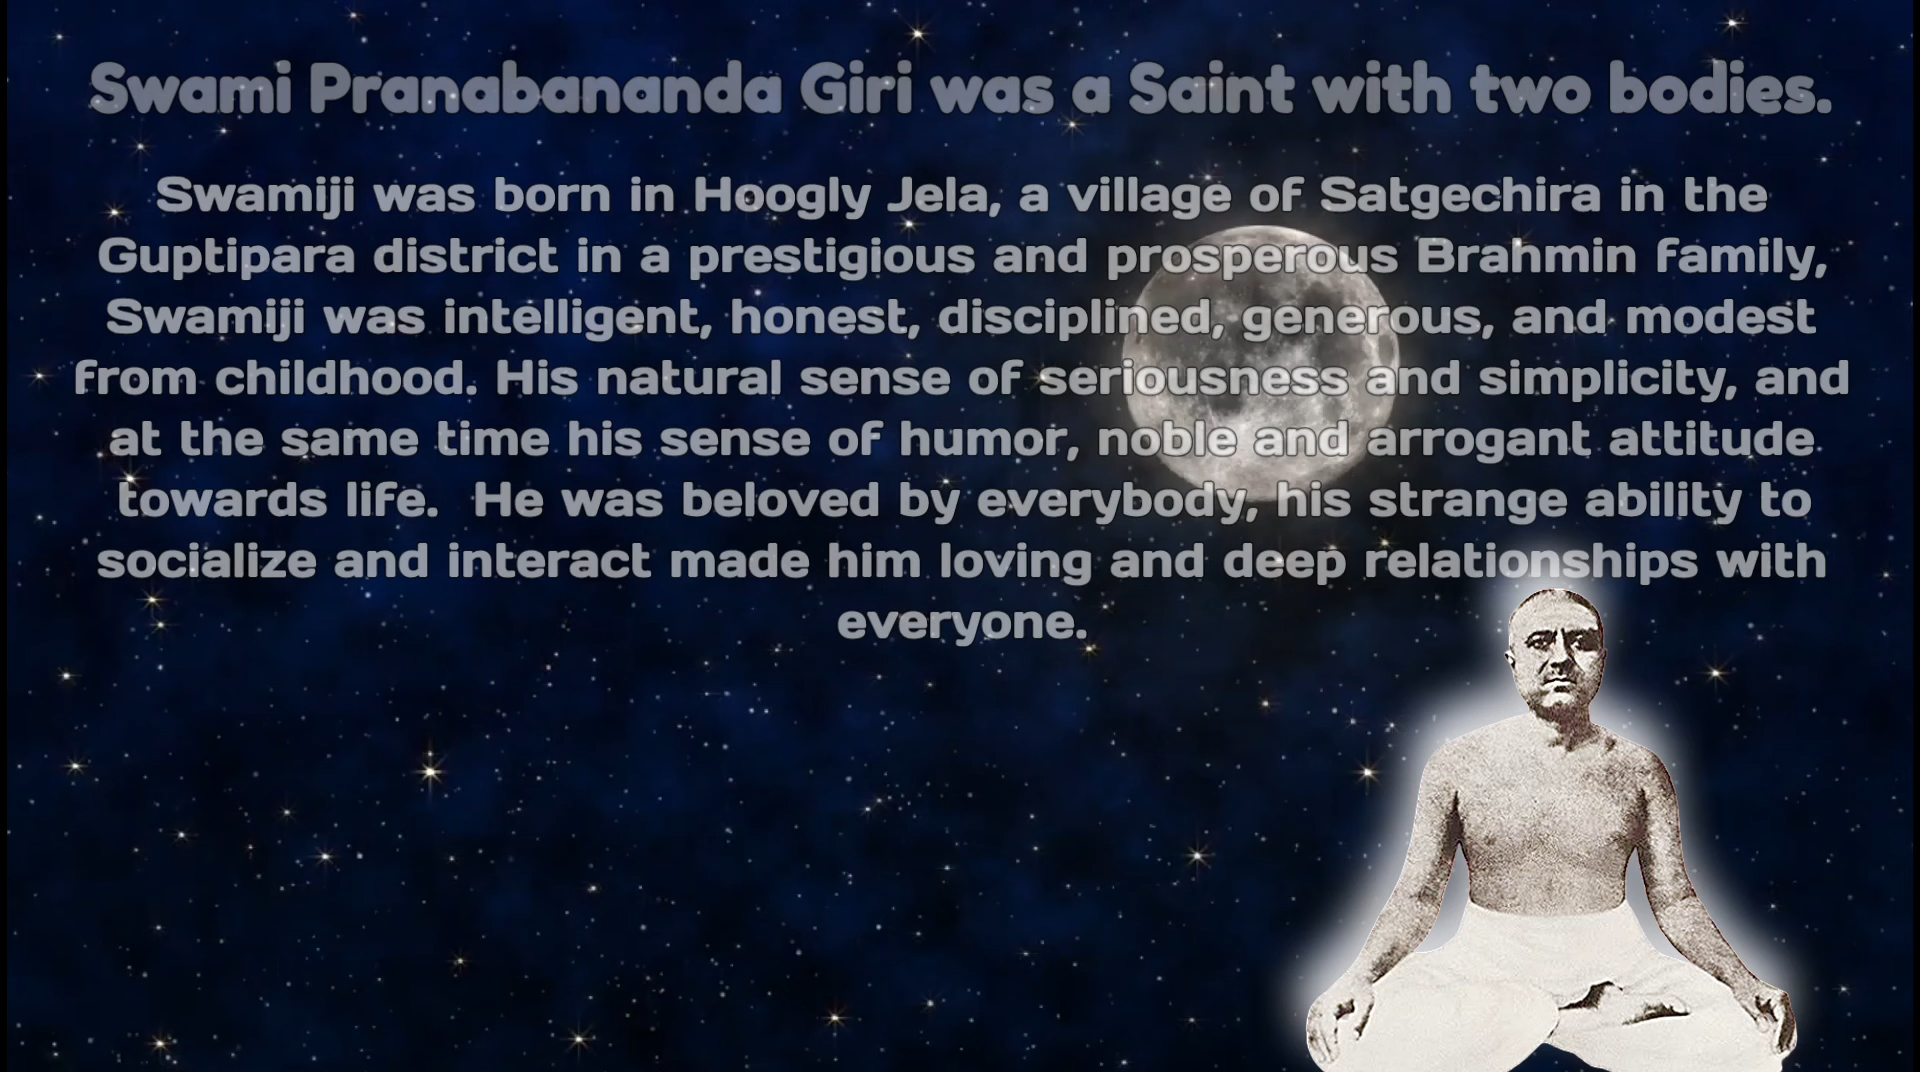 Swami Pranabananda Giri was a Saint with two bodies.
Swamiji was born in Hoogly Jela, a village of Satgechira in the
Guptipara district in a prestigious and prosperous Brahmin family,
Swamiji was intelligent, honest, disciplined, generous, and modest
from childhood. His natural sense of seriousness and simplicity, and
at the same time his sense of humor, noble and arrogant attitude
towards life.  He was beloved by everybody, his strange ability to
socialize and interact made him loving and deep relationships with
everyone.